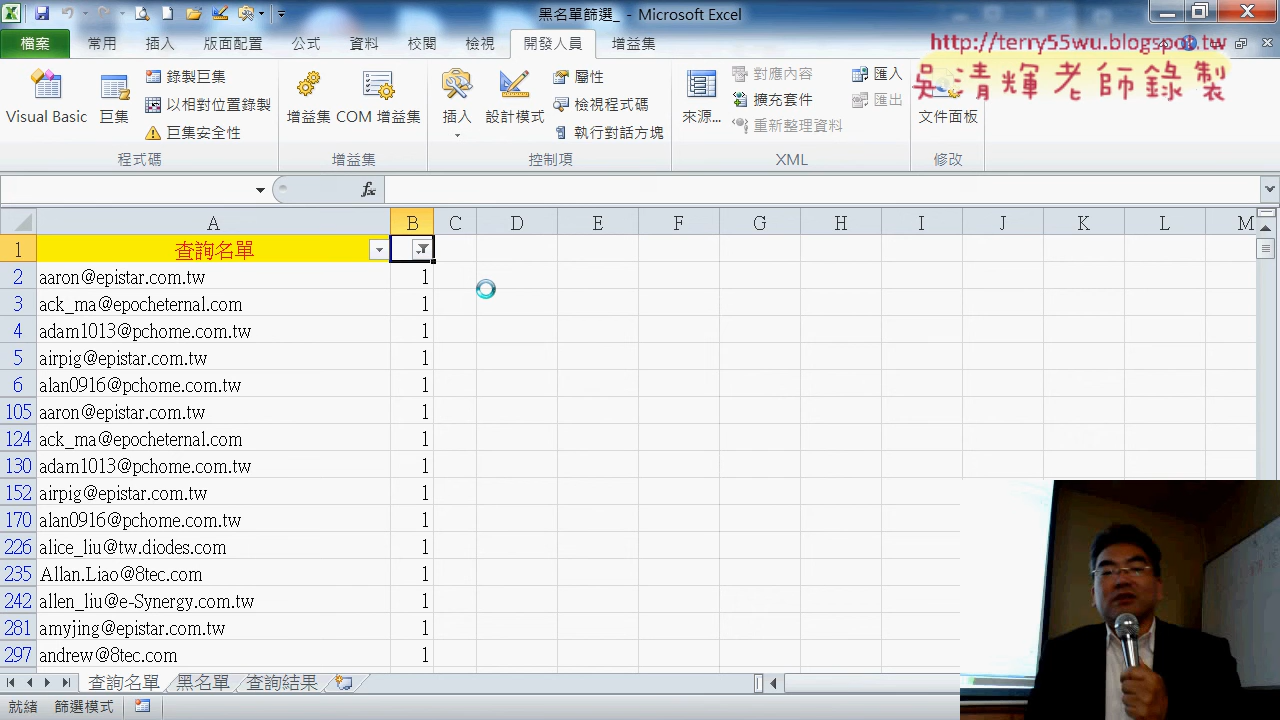 黑名單篩選_ - Microsoft Excel
檔案 常用 插入 版面配置 公式 資料 校閱 檢視 開發人員 增益集
http://terry55wu.blogspot.tw
吳清輝老師錄製
Visual Basic 巨集 錄製巨集 以相對位置錄製 巨集安全性
增益集 COM 增益集
插入 設計模式 屬性 檢視程式碼 執行對話方塊
來源... 對應內容 擴充套件 重新整理資料 匯入 匯出
文件面板
程式碼 增益集 控制項 XML 修改
fx
A B C D E F G H I J K L M
1 查詢名單
2 aaron@epistar.com.tw 1
3 ack_ma@epocheternal.com 1
4 adam1013@pchome.com.tw 1
5 airpig@epistar.com.tw 1
6 alan0916@pchome.com.tw 1
105 aaron@epistar.com.tw 1
124 ack_ma@epocheternal.com 1
130 adam1013@pchome.com.tw 1
152 airpig@epistar.com.tw 1
170 alan0916@pchome.com.tw 1
226 alice_liu@tw.diodes.com 1
235 Allan.Liao@8tec.com 1
242 allen_liu@e-Synergy.com.tw 1
281 amyjing@epistar.com.tw 1
297 andrew@8tec.com 1
查詢名單 黑名單 查詢結果
就緒 篩選模式